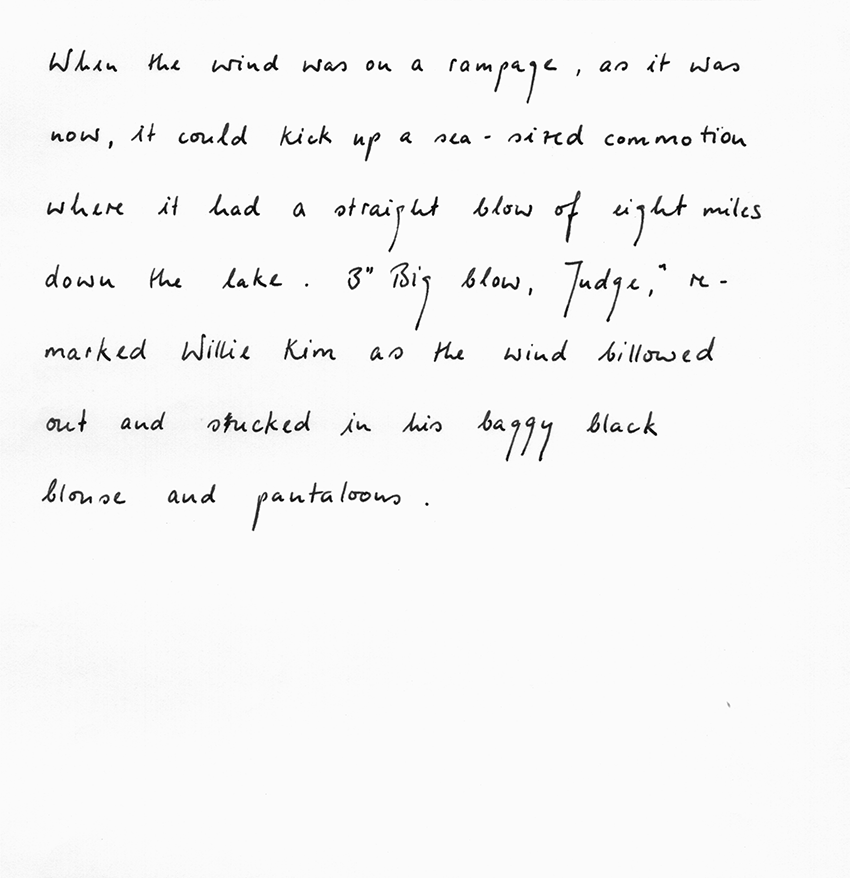 When the wind was on a rampage, as it was
now, it could kick up a sea-sized commotion
where it had a straight blow of eight miles
down the lake. 3" Big blow, Judge," re-
marked Willie Kim as the wind billowed
out and stucked in his baggy black
blouse and pantaloons.